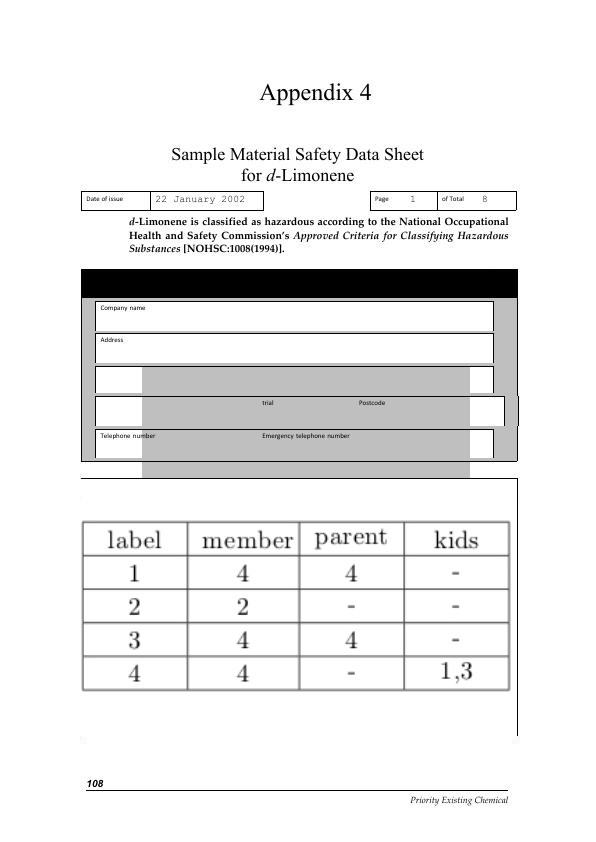 Appendix 4
Sample Material Safety Data Sheet
for d-Limonene
Date of issue 22 January 2002 Page 1 of Total 8
d-Limonene is classified as hazardous according to the National Occupational
Health and Safety Commission's Approved Criteria for Classifying Hazardous
Substances [NOHSC:1008(1994)].
Company name
Address
trial Postcode
Telephone number Emergency telephone number
label member parent kids
1 4 4 -
2 2 - -
3 4 4 -
4 4 - 1,3
108
Priority Existing Chemical